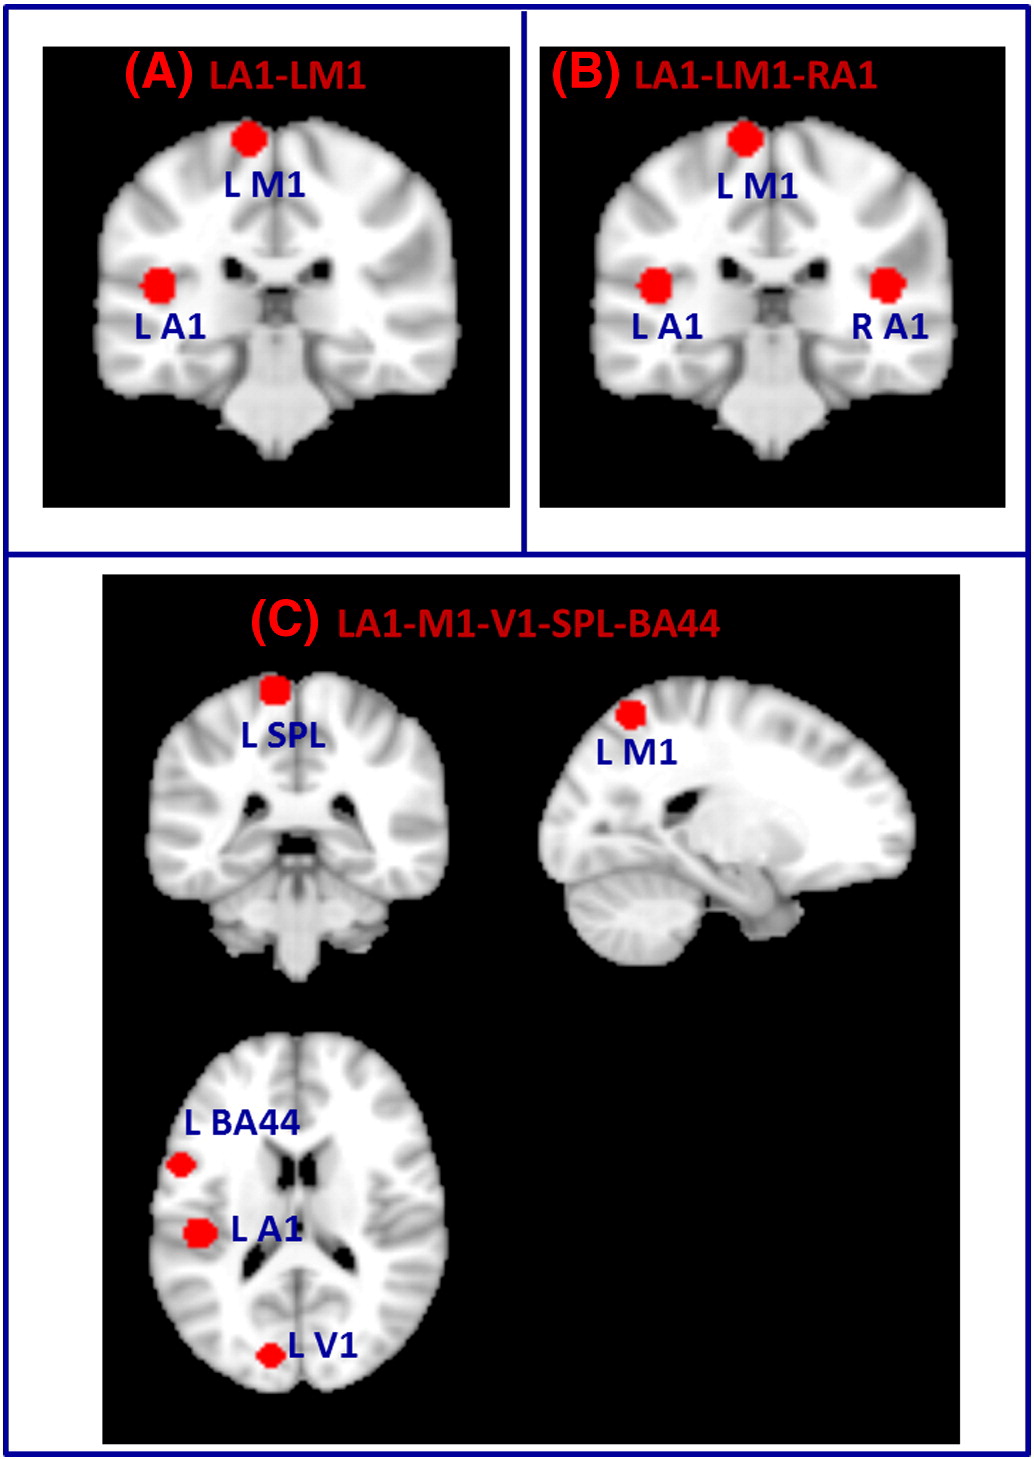 (A) LA1-LM1
L M1
L A1
(B) LA1-LM1-RA1
L M1
L A1 R A1
(C) LA1-M1-V1-SPL-BA44
L SPL
L M1
L BA44
L A1
L V1